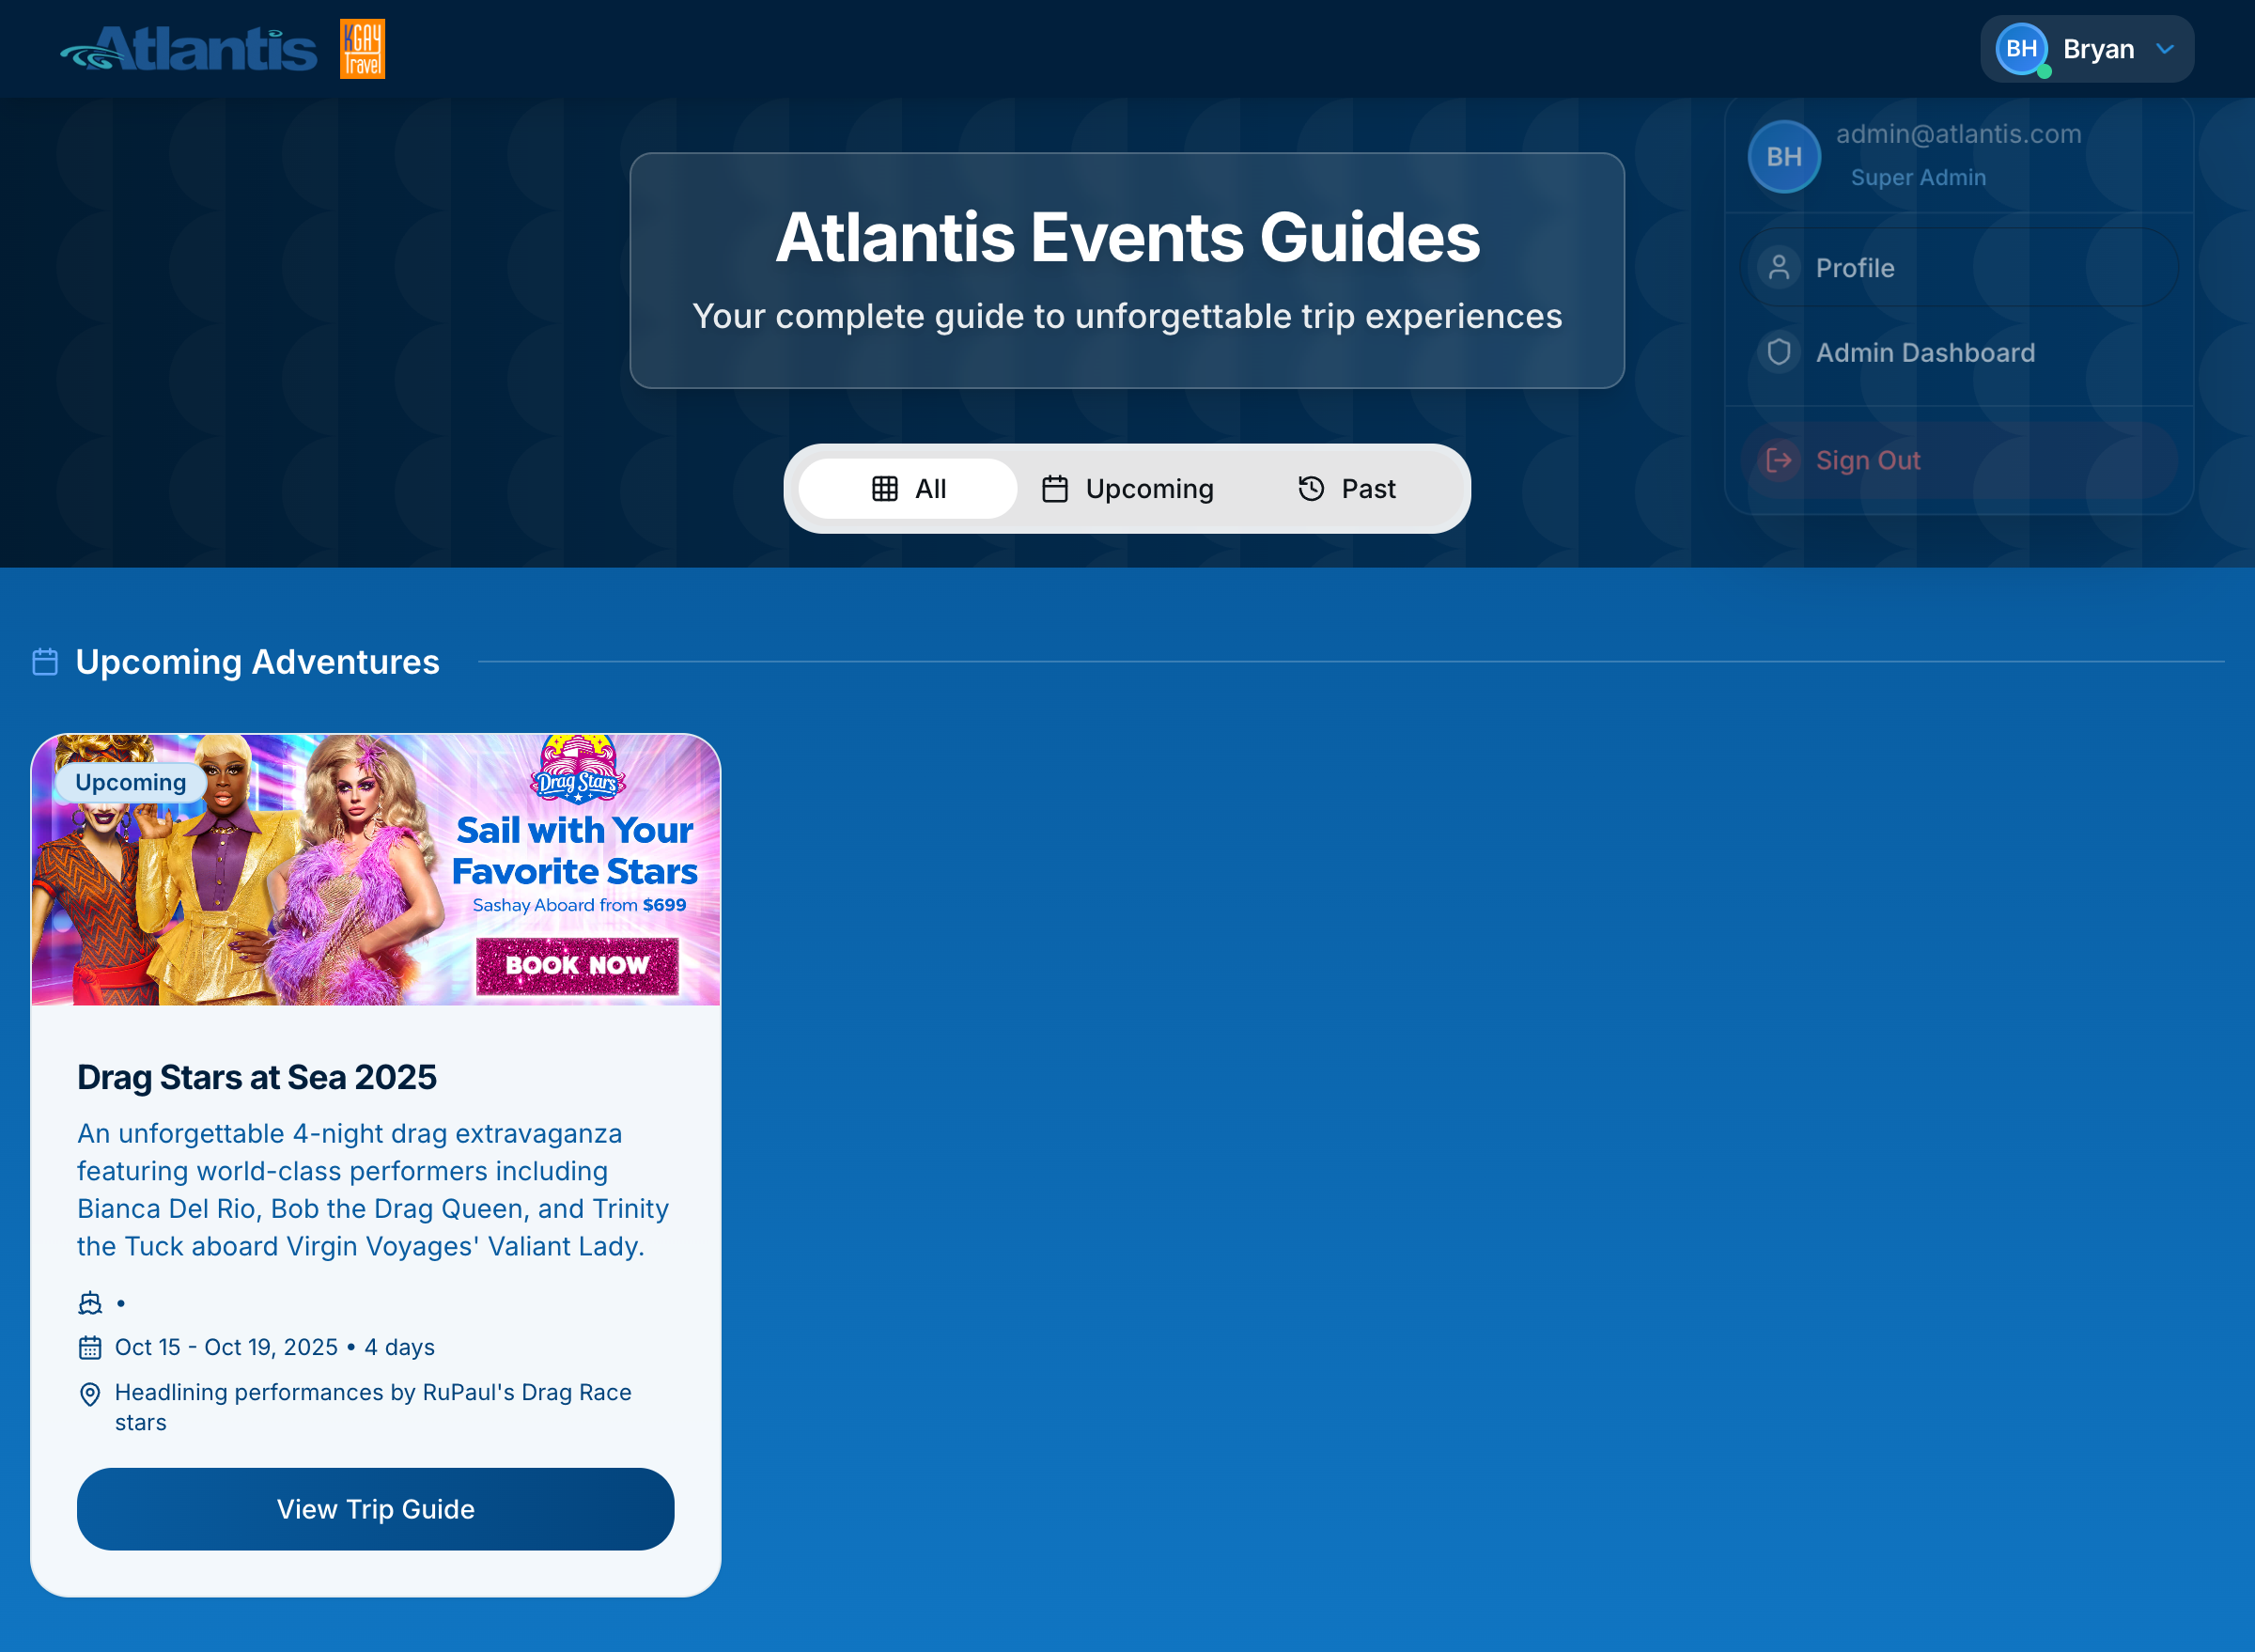 Atlantis
KGAY
Travel
BH
Bryan
BH
admin@atlantis.com
Super Admin
Profile
Admin Dashboard
Sign Out
Atlantis Events Guides
Your complete guide to unforgettable trip experiences
All
Upcoming
Past
Upcoming Adventures
Upcoming
Drag Stars
Sail with Your
Favorite Stars
Sashay Aboard from $699
BOOK NOW
Drag Stars at Sea 2025
An unforgettable 4-night drag extravaganza
featuring world-class performers including
Bianca Del Rio, Bob the Drag Queen, and Trinity
the Tuck aboard Virgin Voyages' Valiant Lady.
•
Oct 15 - Oct 19, 2025 • 4 days
Headlining performances by RuPaul's Drag Race
stars
View Trip Guide